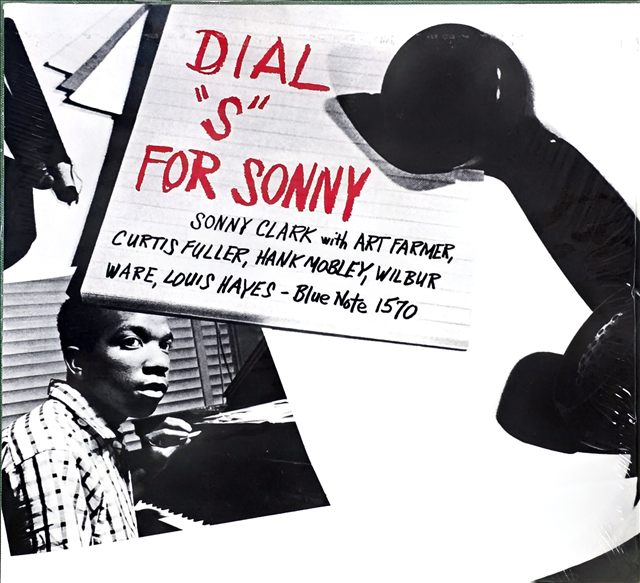 DIAL
"S"
FOR SONNY
SONNY CLARK with ART FARMER,
CURTIS FULLER, HANK MOBLEY, WILBUR
WARE, LOUIS HAYES - Blue Note 1570